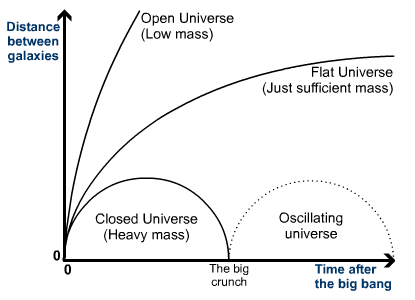 Distance
between
galaxies
Open Universe
(Low mass)
Flat Universe
(Just sufficient mass)
Closed Universe
(Heavy mass)
Oscillating
universe
0
0
The big
crunch
Time after
the big bang